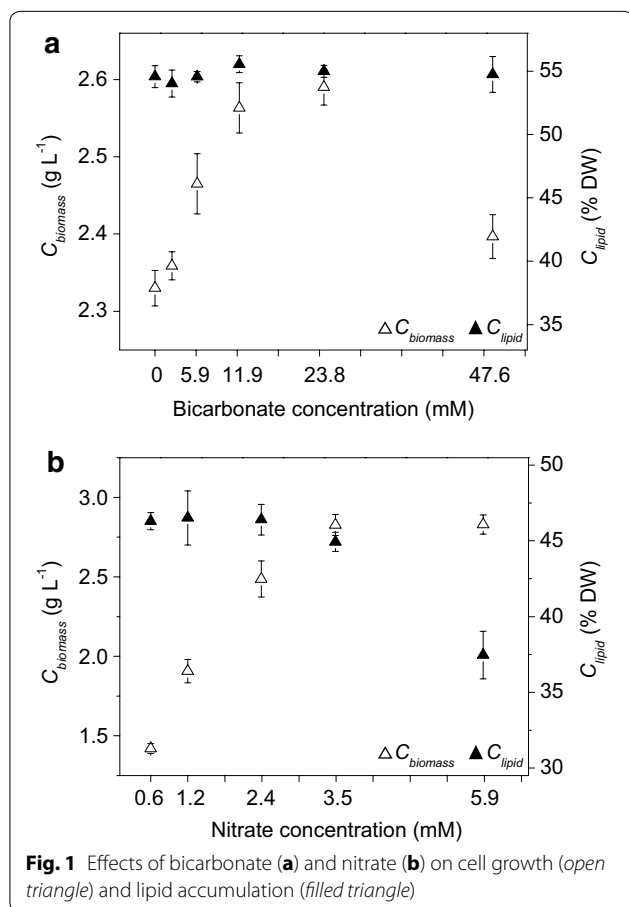 a
2.6
2.5
2.4
2.3
C_biomass (g L⁻¹)
55
50
45
40
35
C_lipid (% DW)
△ C_biomass ▲ C_lipid
0 5.9 11.9 23.8 47.6
Bicarbonate concentration (mM)
b
3.0
2.5
2.0
1.5
C_biomass (g L⁻¹)
50
45
40
35
30
C_lipid (% DW)
△ C_biomass ▲ C_lipid
0.6 1.2 2.4 3.5 5.9
Nitrate concentration (mM)
Fig. 1 Effects of bicarbonate (a) and nitrate (b) on cell growth (open
triangle) and lipid accumulation (filled triangle)